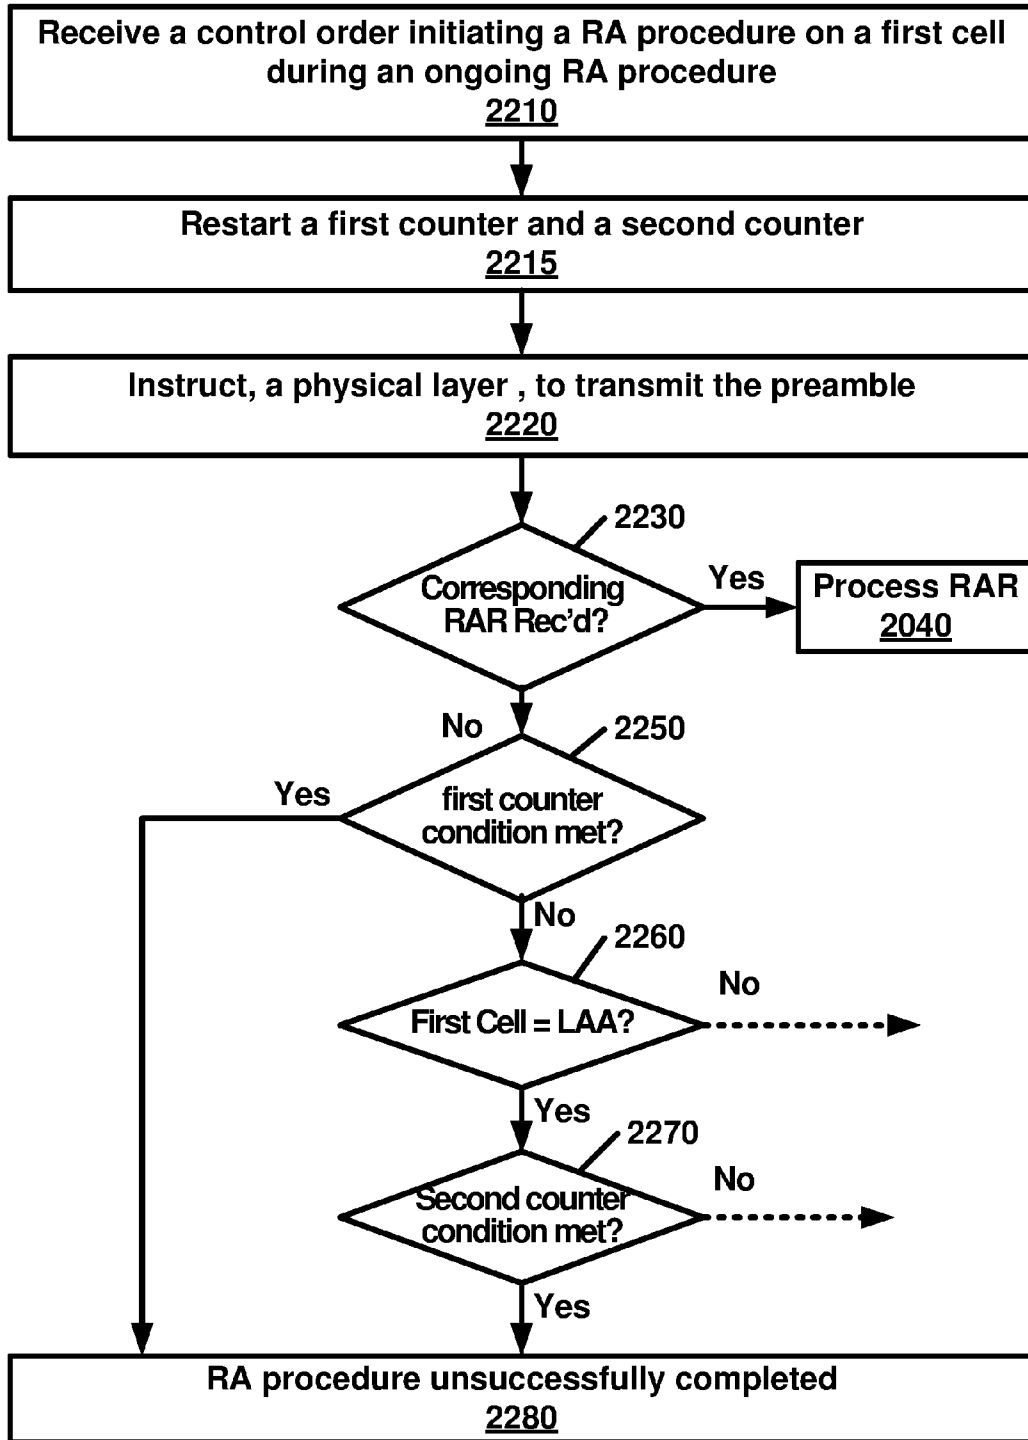 Receive a control order initiating a RA procedure on a first cell
during an ongoing RA procedure
2210
Restart a first counter and a second counter
2215
Instruct, a physical layer , to transmit the preamble
2220
2230
Corresponding
RAR Rec'd?
Yes
Process RAR
2040
No
2250
Yes
first counter
condition met?
No
2260
No
First Cell = LAA?
Yes
2270
No
Second counter
condition met?
Yes
RA procedure unsuccessfully completed
2280